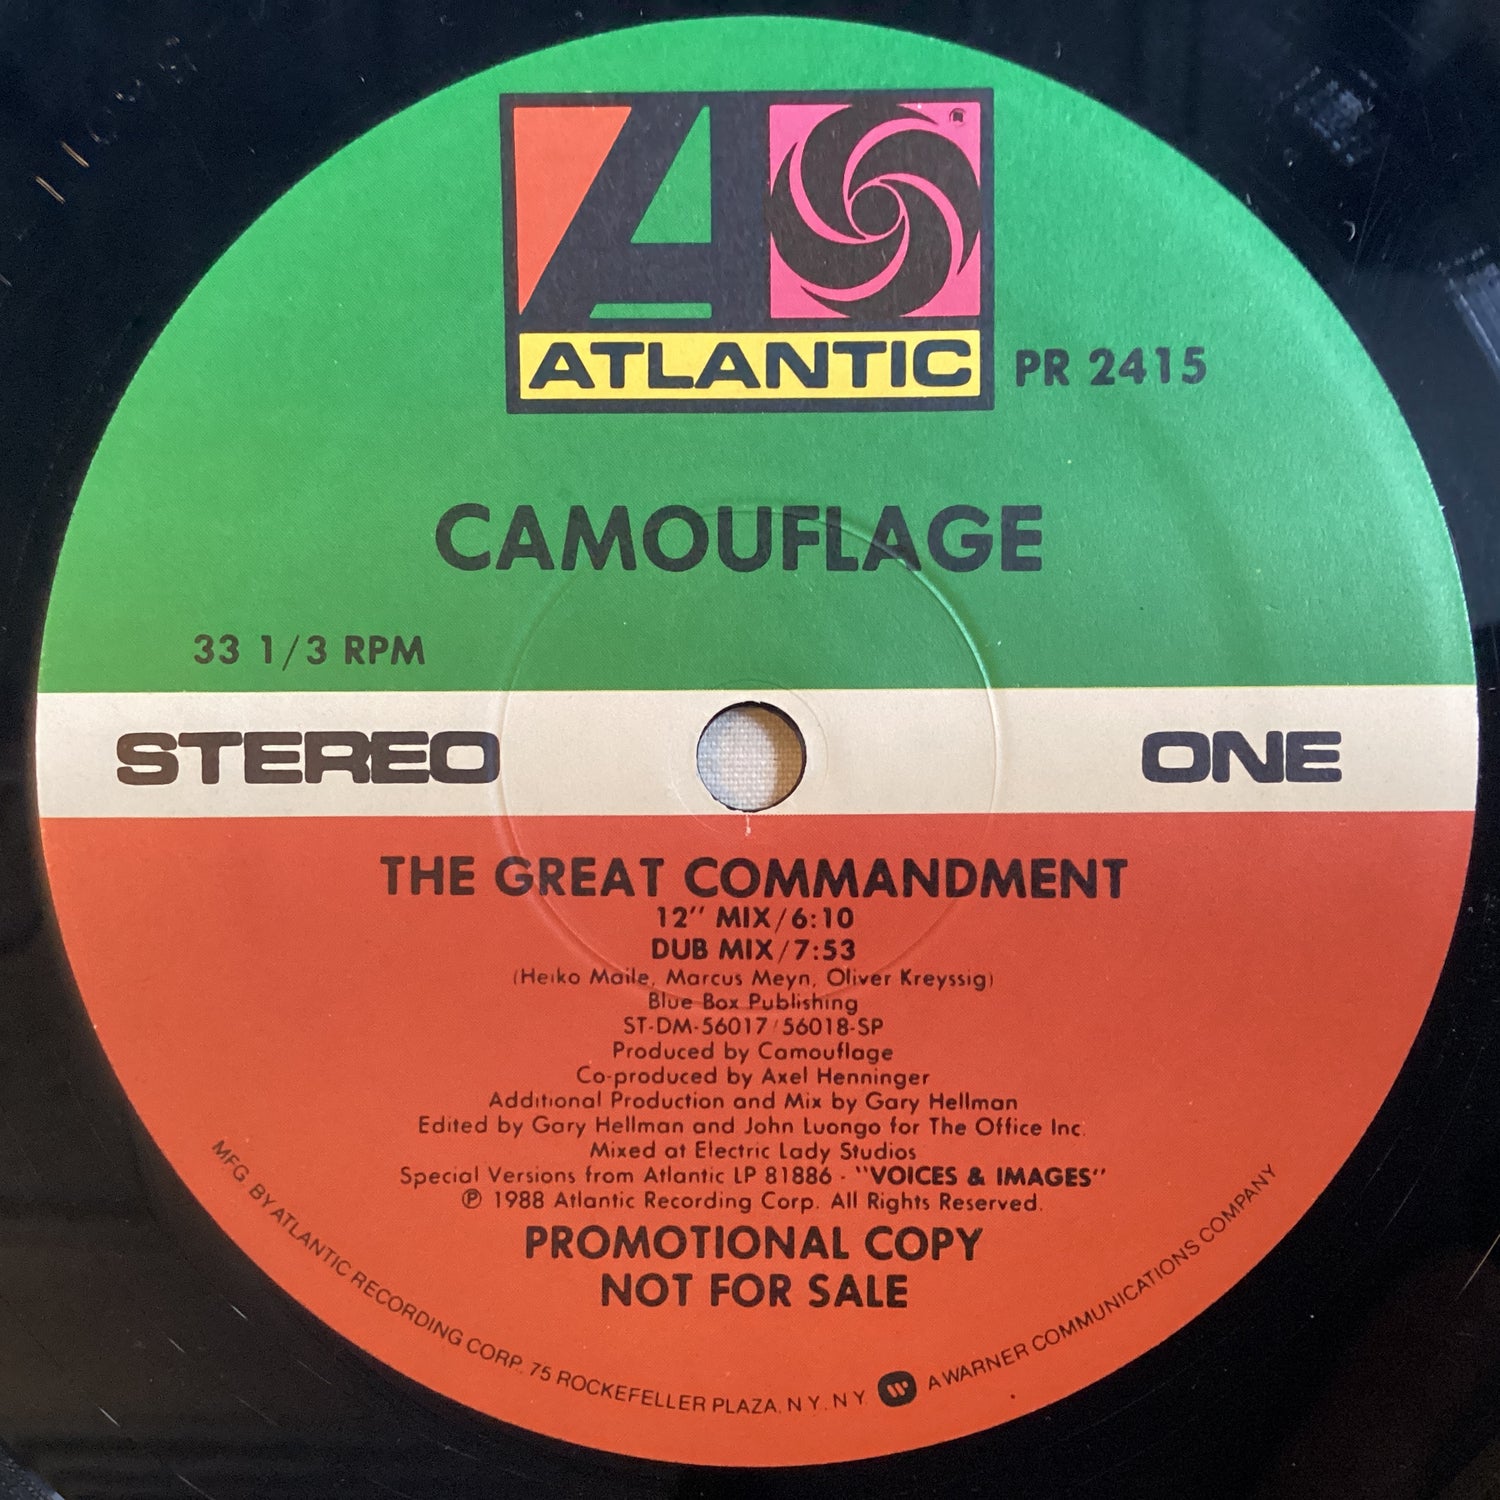 ATLANTIC
PR 2415
CAMOUFLAGE
33 1/3 RPM
STEREO
ONE
THE GREAT COMMANDMENT
12" MIX/6:10
DUB MIX/7:53
(Heiko Maile, Marcus Meyn, Oliver Kreyssig)
Blue Box Publishing
ST-DM-56017/56018-SP
Produced by Camouflage
Co-produced by Axel Henninger
Additional Production and Mix by Gary Hellman
Edited by Gary Hellman and John Luongo for The Office Inc.
Mixed at Electric Lady Studios
Special Versions from Atlantic LP 81886 - "VOICES & IMAGES"
℗ 1988 Atlantic Recording Corp. All Rights Reserved.
PROMOTIONAL COPY
NOT FOR SALE
MFG. BY ATLANTIC RECORDING CORP., 75 ROCKEFELLER PLAZA, N.Y. N.Y. A WARNER COMMUNICATIONS COMPANY